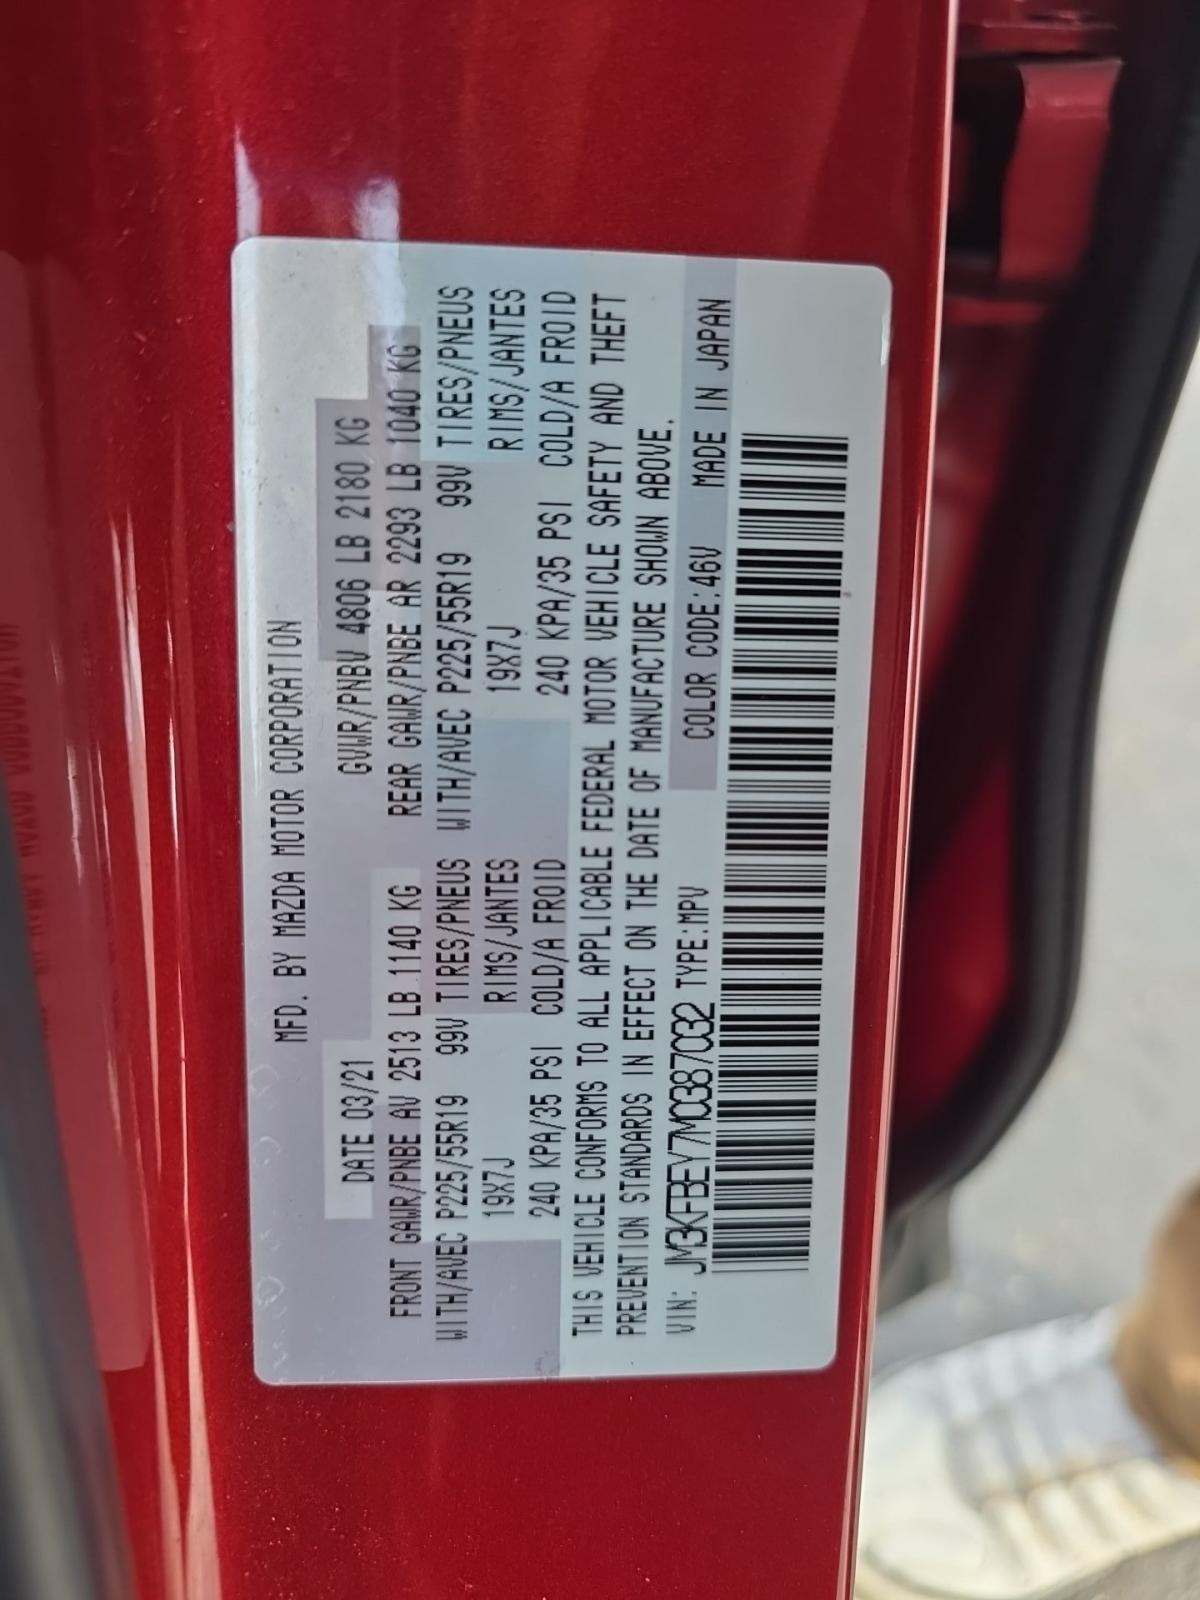 MFD. BY MAZDA MOTOR CORPORATION
DATE 03/21 GVWR/PNBV 4806 LB 2180 KG
FRONT GAWR/PNBE AV 2513 LB 1140 KG REAR GAWR/PNBE AR 2293 LB 1040 KG
WITH/AVEC P225/55R19 99V TIRES/PNEUS WITH/AVEC P225/55R19 99V TIRES/PNEUS
19X7J RIMS/JANTES 19X7J RIMS/JANTES
240 KPA/35 PSI COLD/A FROID 240 KPA/35 PSI COLD/A FROID
THIS VEHICLE CONFORMS TO ALL APPLICABLE FEDERAL MOTOR VEHICLE SAFETY AND THEFT
PREVENTION STANDARDS IN EFFECT ON THE DATE OF MANUFACTURE SHOWN ABOVE.
VIN: JM3KFBEY7M0387032 TYPE:MPV COLOR CODE:46V MADE IN JAPAN